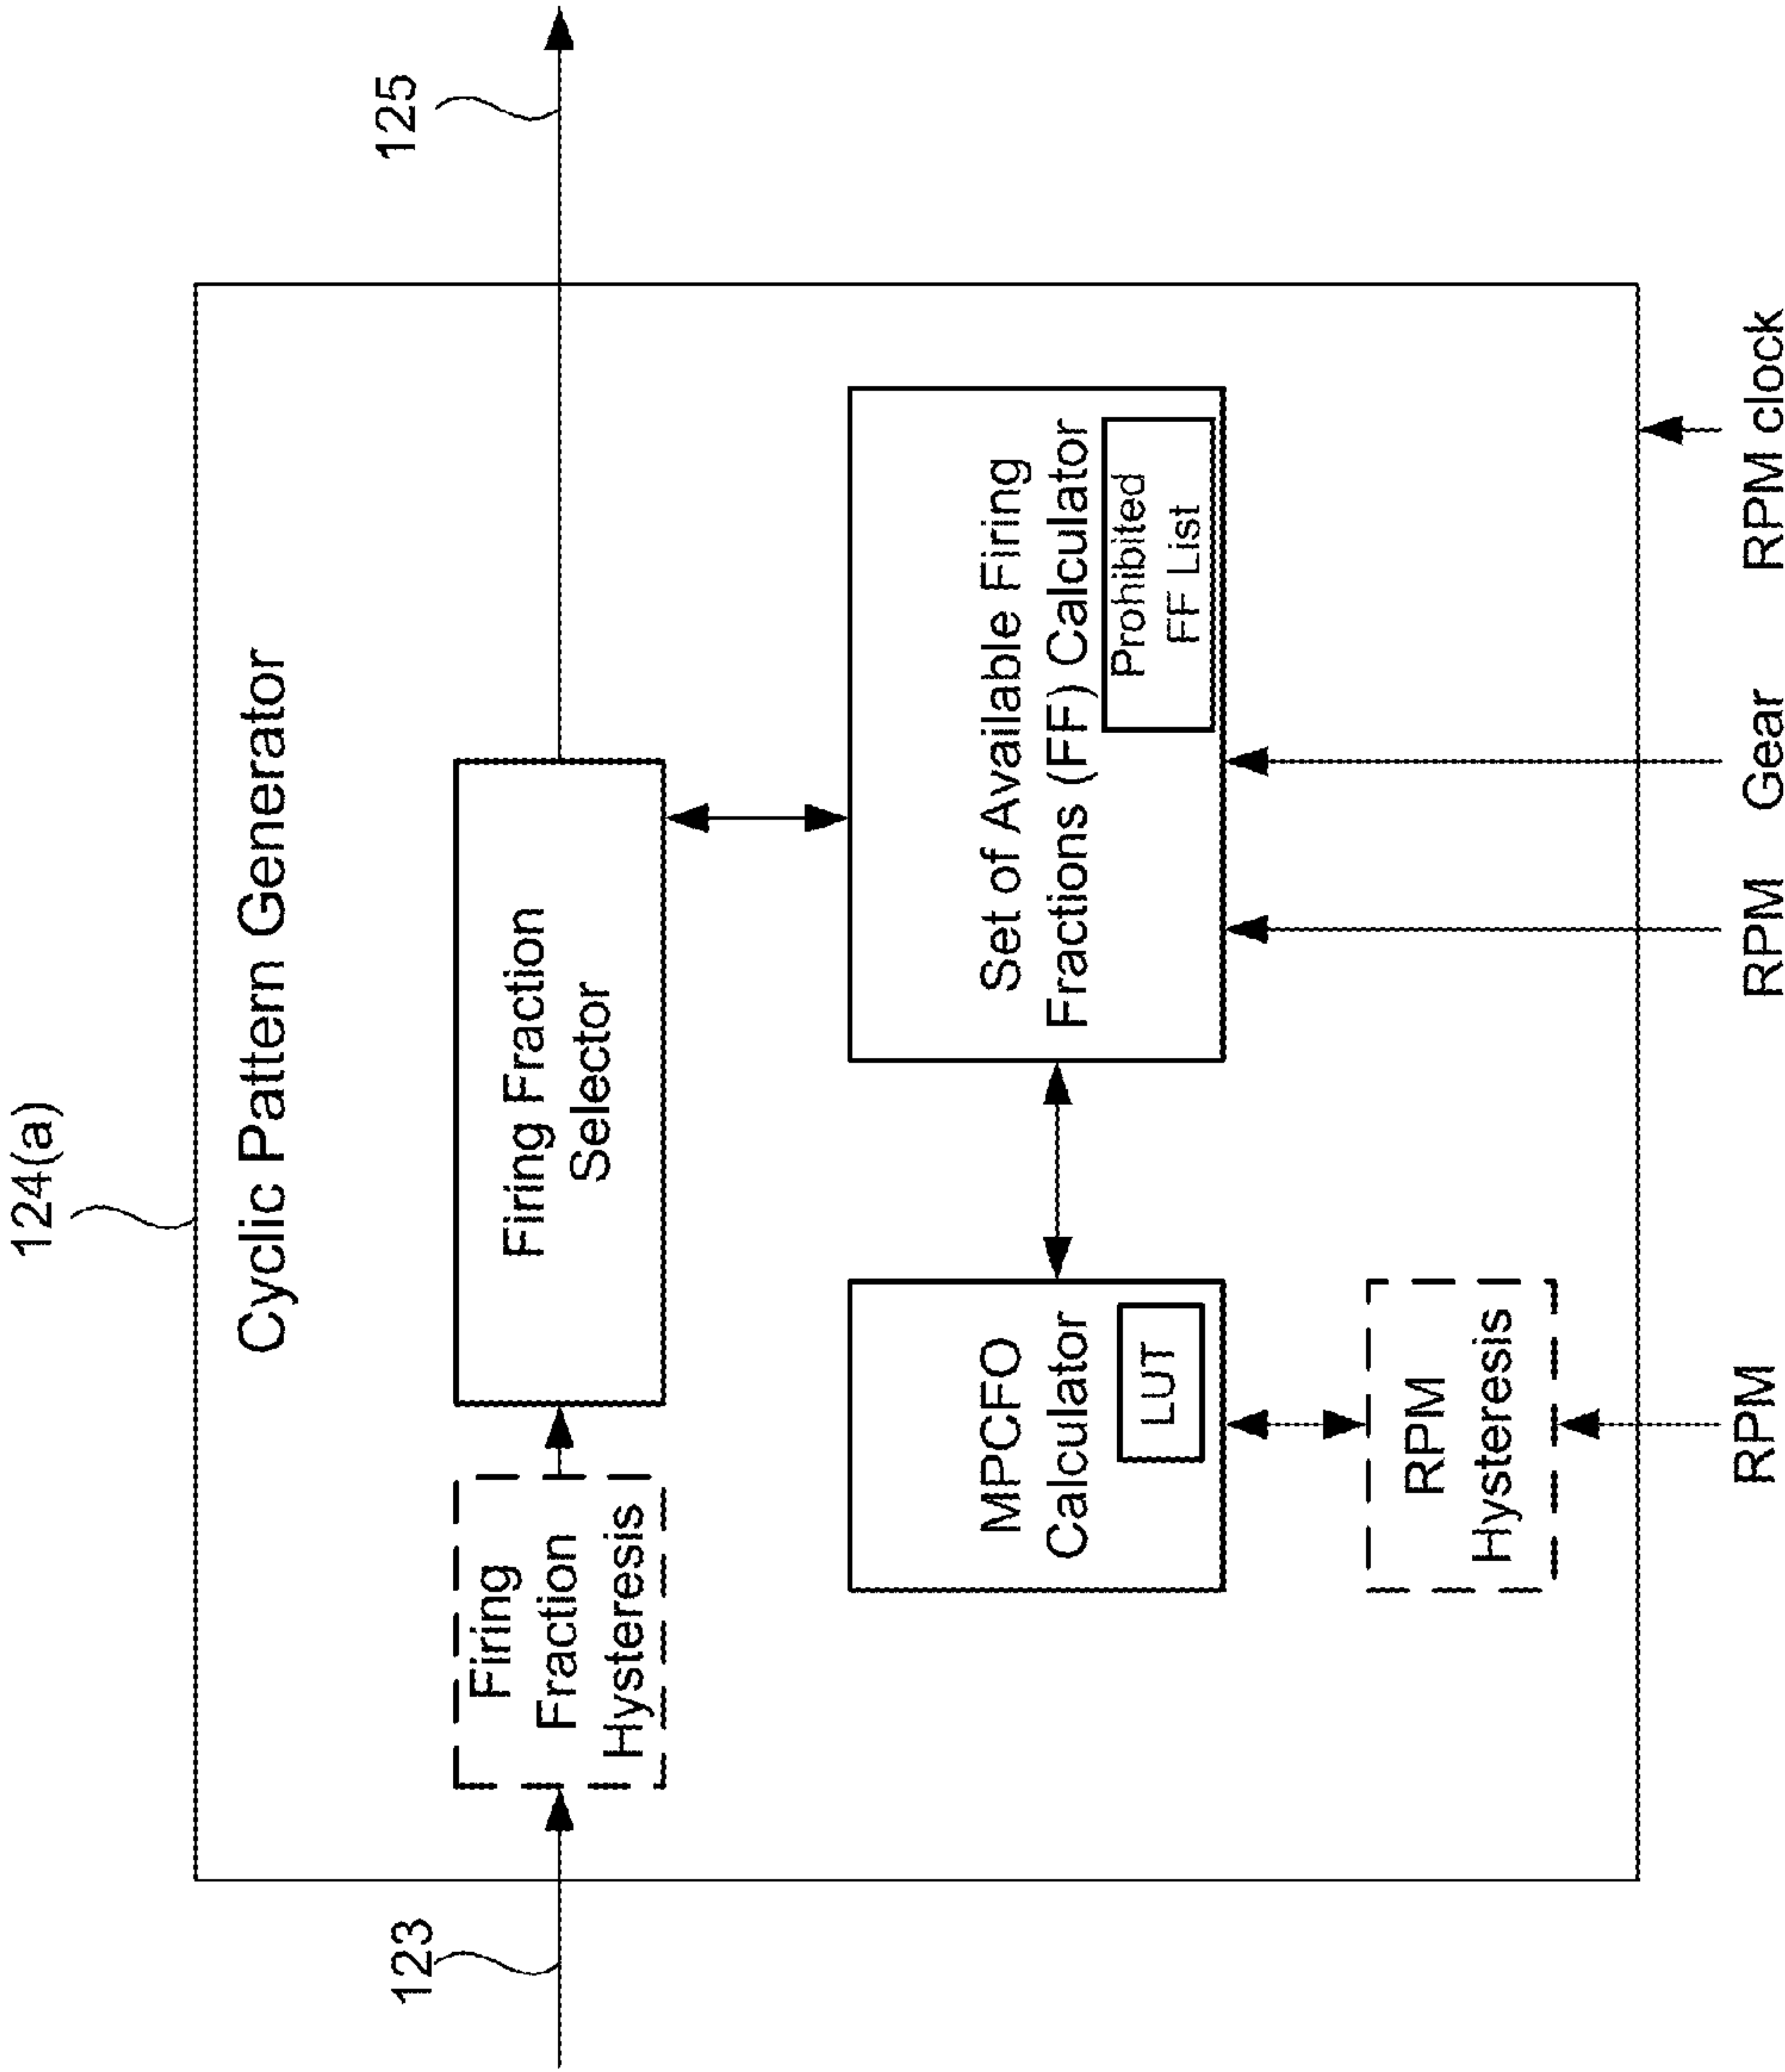 124(a)
Cyclic Pattern Generator
123
125
Firing
Fraction
Hysteresis
Firing Fraction
Selector
MPCFO
Calculator
LUT
Set of Available Firing
Fractions (FF) Calculator
Prohibited
FF List
RPM
Hysteresis
RPM
RPM
Gear
RPM clock